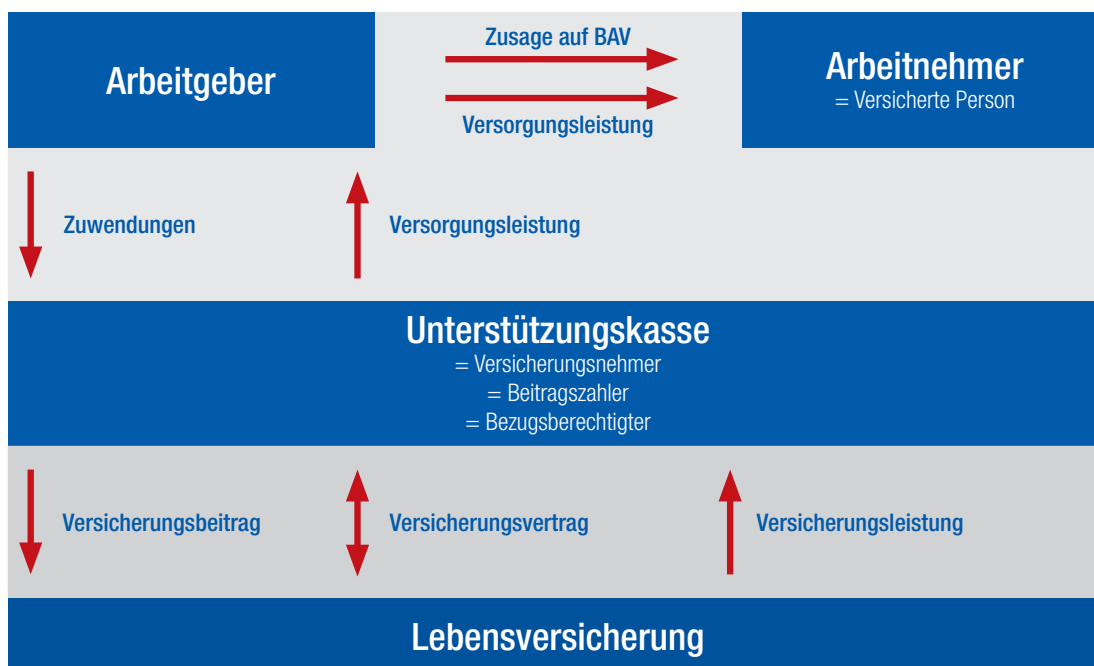 Arbeitgeber
Zusage auf BAV
Versorgungsleistung
Arbeitnehmer
= Versicherte Person
Zuwendungen
Versorgungsleistung
Unterstützungskasse
= Versicherungsnehmer
= Beitragszahler
= Bezugsberechtigter
Versicherungsbeitrag
Versicherungsvertrag
Versicherungsleistung
Lebensversicherung